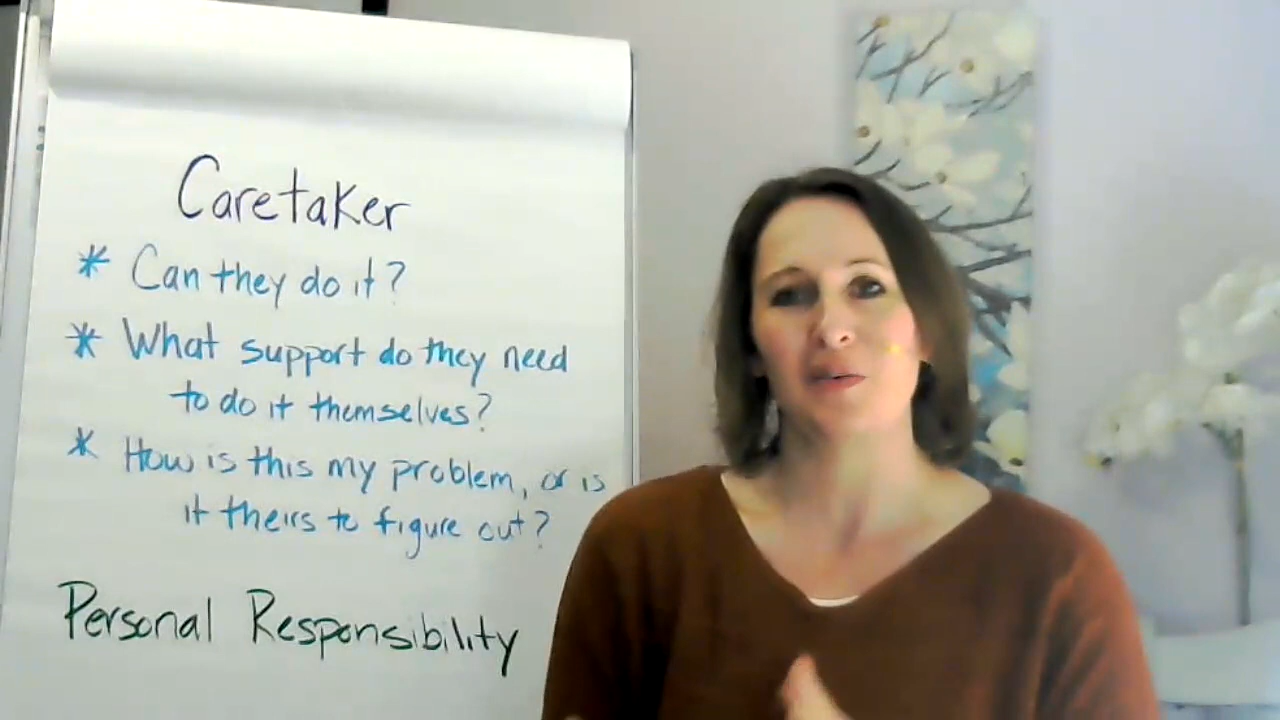 Caretaker
* Can they do it?
* What support do they need
to do it themselves?
* How is this my problem, or is
it theirs to figure out?
Personal Responsibility